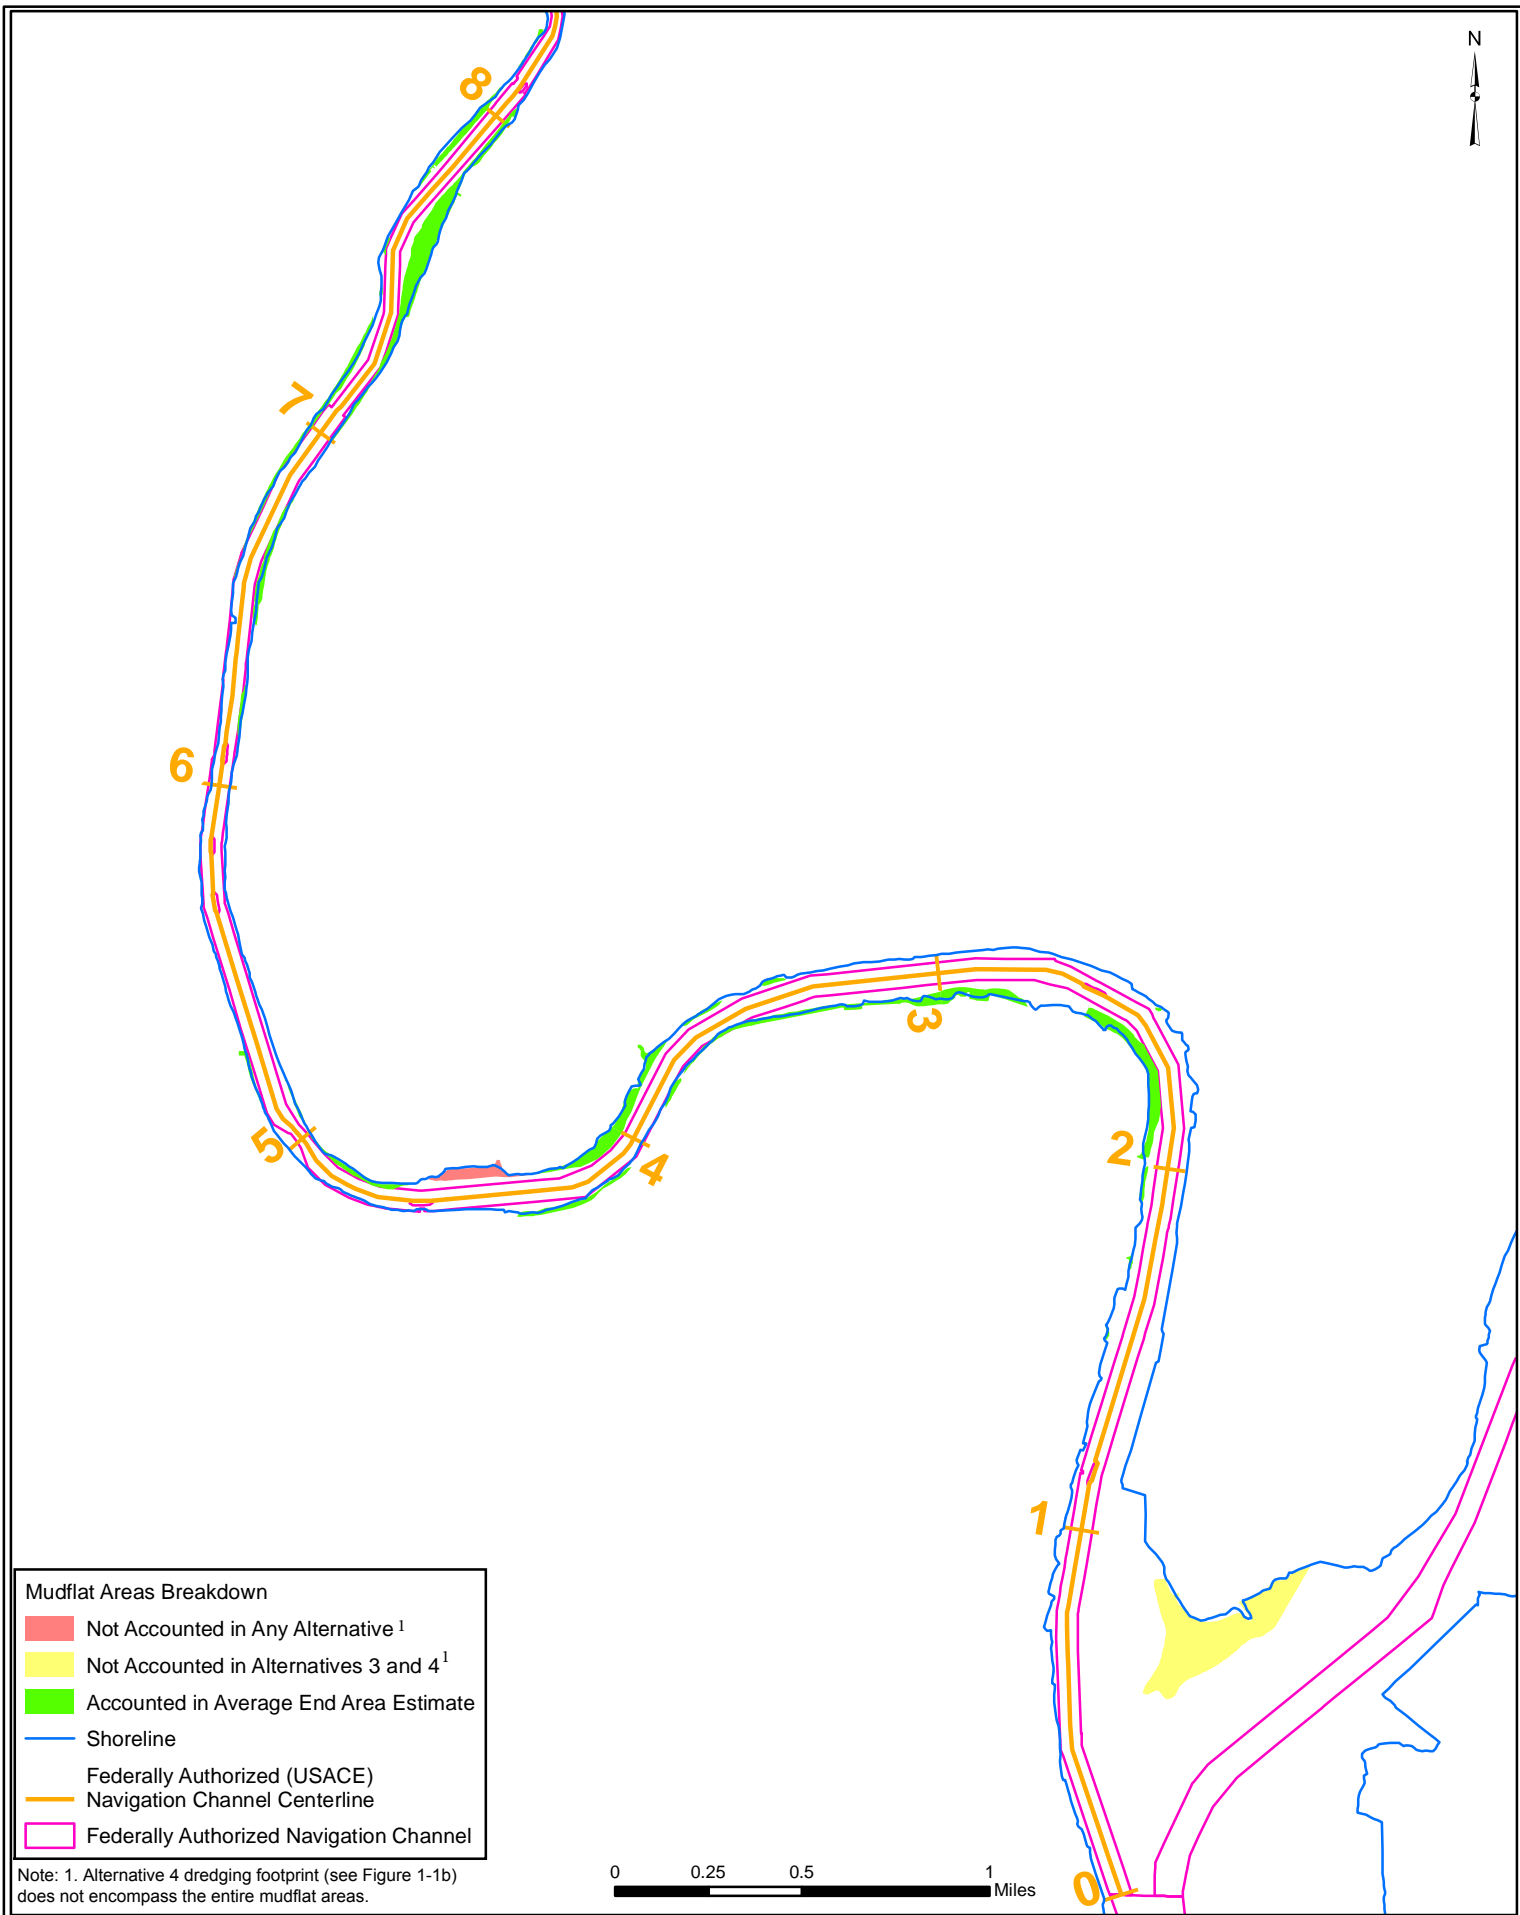 N
8
7
6
5
4
3
2
1
0
Mudflat Areas Breakdown
Not Accounted in Any Alternative 1
Not Accounted in Alternatives 3 and 4 1
Accounted in Average End Area Estimate
Shoreline
Federally Authorized (USACE)
Navigation Channel Centerline
Federally Authorized Navigation Channel
Note: 1. Alternative 4 dredging footprint (see Figure 1-1b)
does not encompass the entire mudflat areas.
0 0.25 0.5 1
Miles